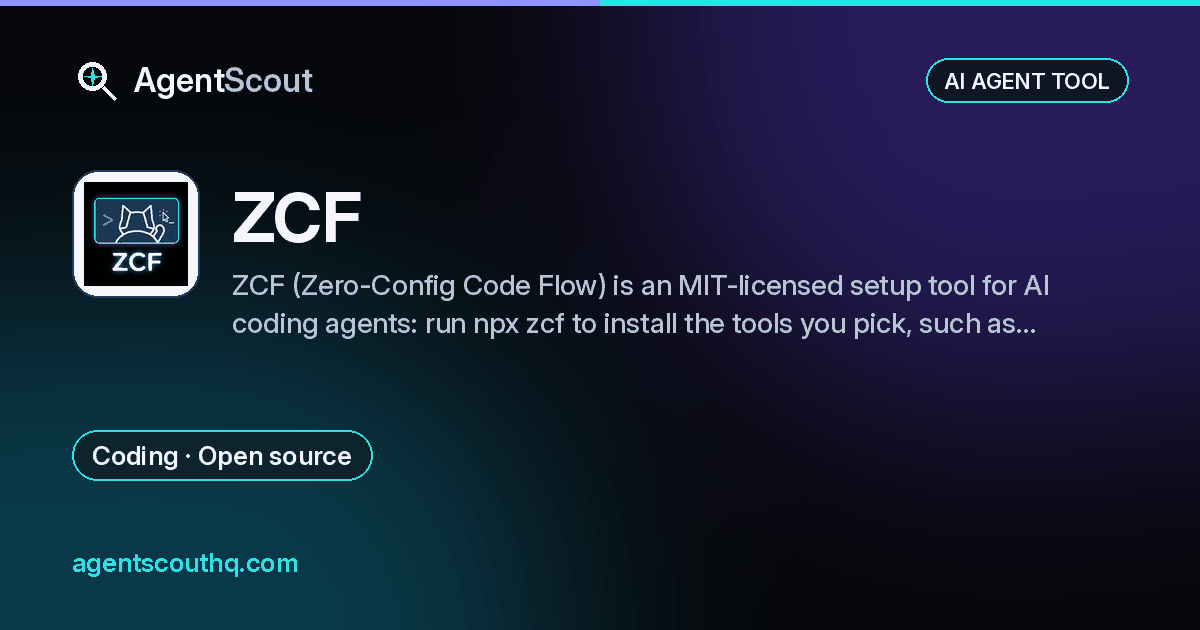 AgentScout
AI AGENT TOOL
>_
ZCF
ZCF
ZCF (Zero-Config Code Flow) is an MIT-licensed setup tool for AI
coding agents: run npx zcf to install the tools you pick, such as...
Coding · Open source
agentscouthq.com